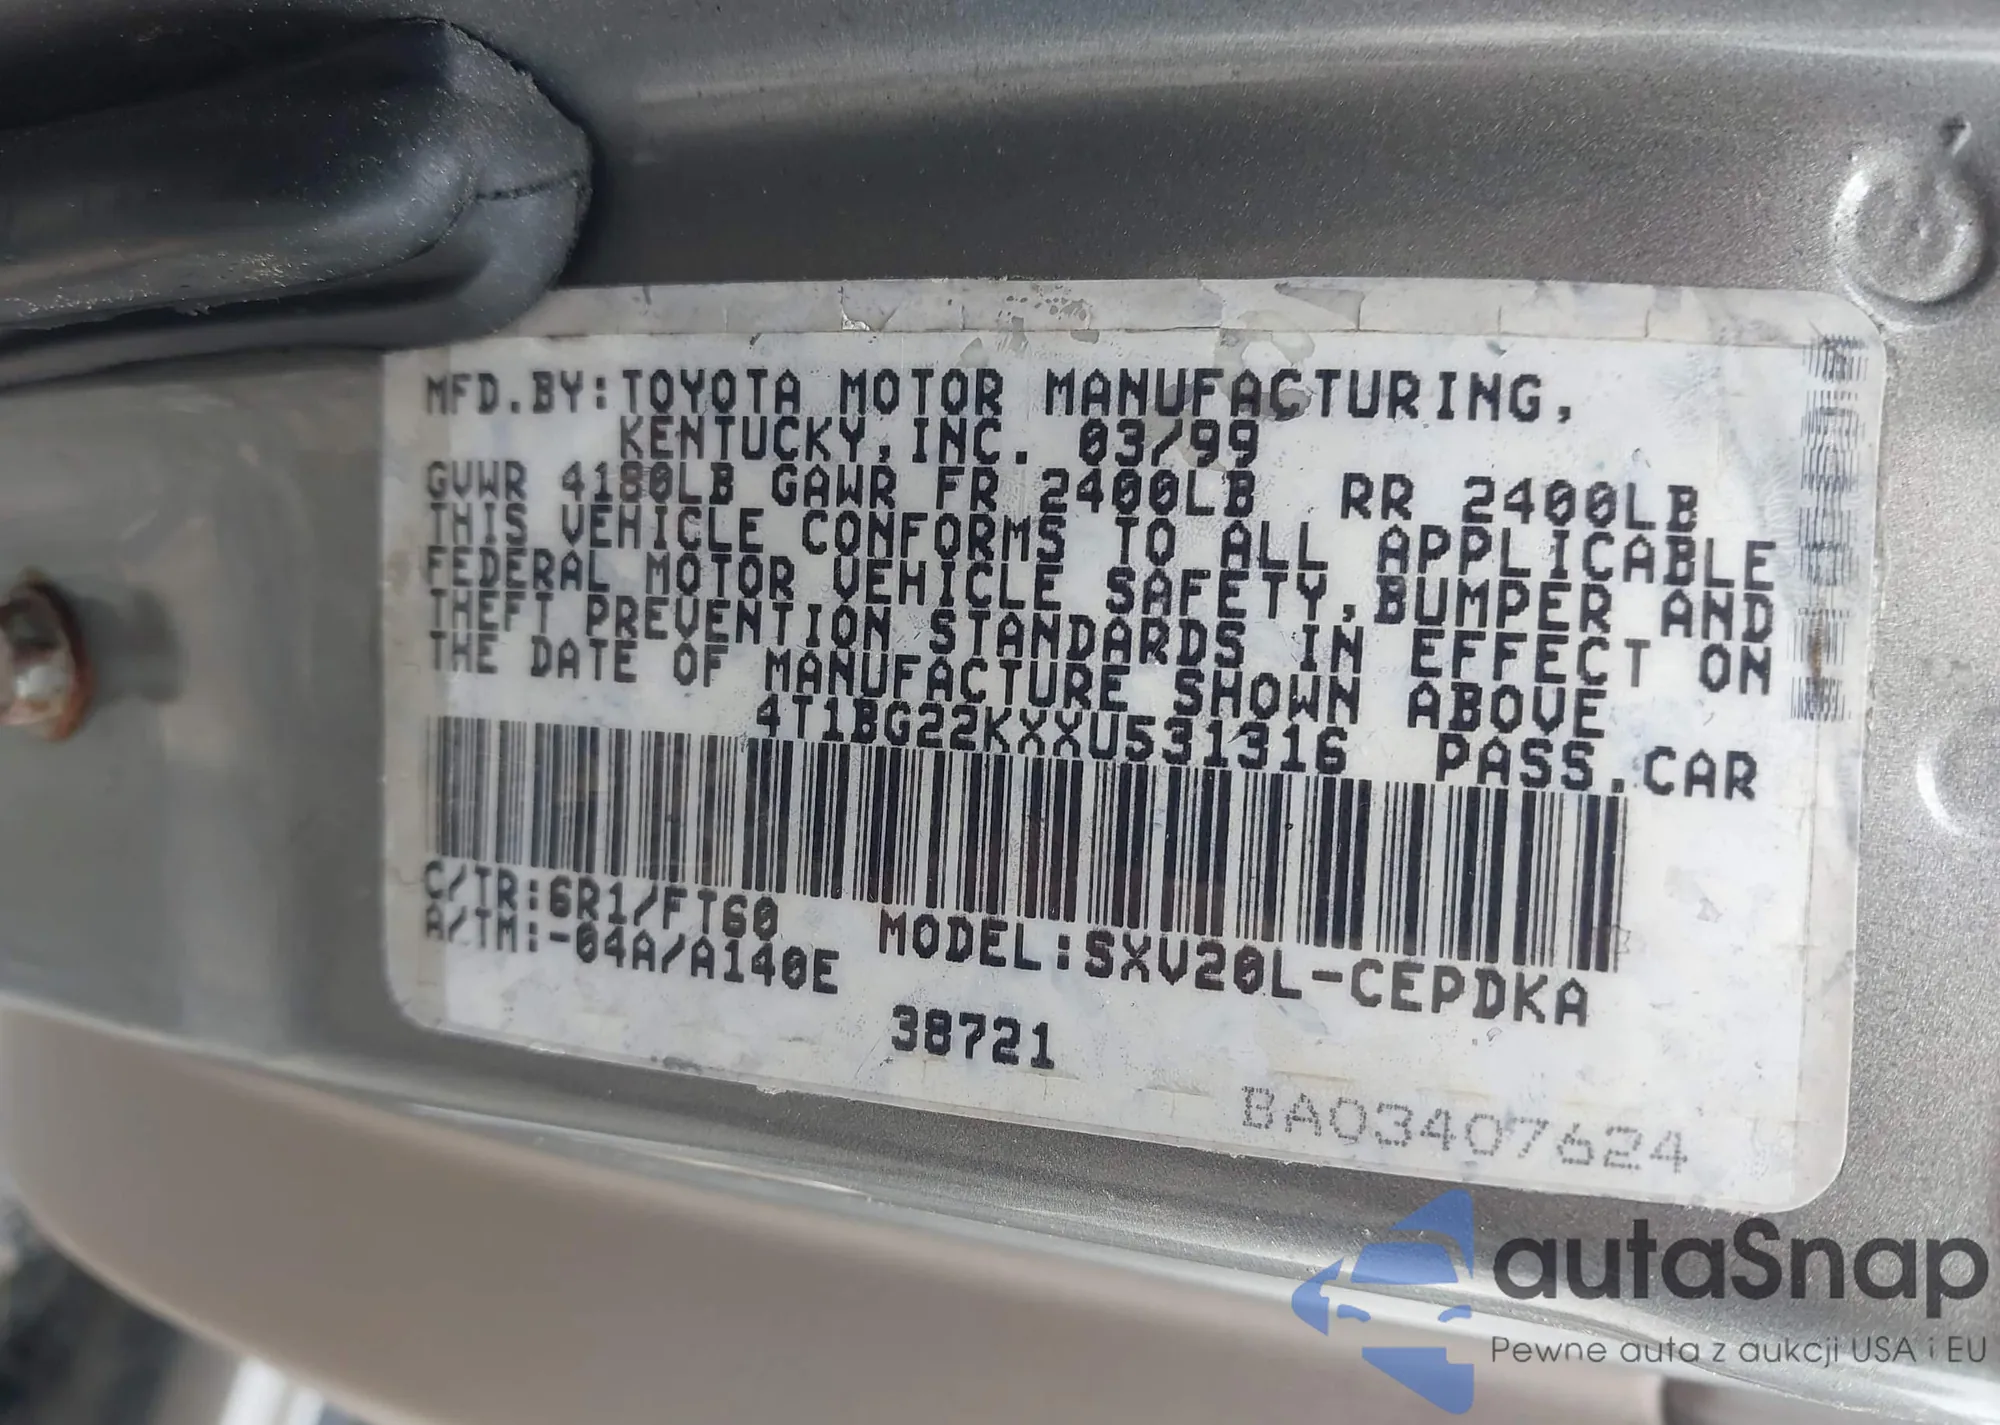 MFD.BY:TOYOTA MOTOR MANUFACTURING,
KENTUCKY,INC. 03/99
GVWR 4180LB GAWR FR 2400LB RR 2400LB
THIS VEHICLE CONFORMS TO ALL APPLICABLE
FEDERAL MOTOR VEHICLE SAFETY,BUMPER AND
THEFT PREVENTION STANDARDS IN EFFECT ON
THE DATE OF MANUFACTURE SHOWN ABOVE
4T1BG22KXXU531316 PASS.CAR
C/TR:6R1/FT60
A/TM:-04A/A140E MODEL:SXV20L-CEPDKA
38721
BA03407624
autaSnap
Pewne auta z aukcji USA i EU